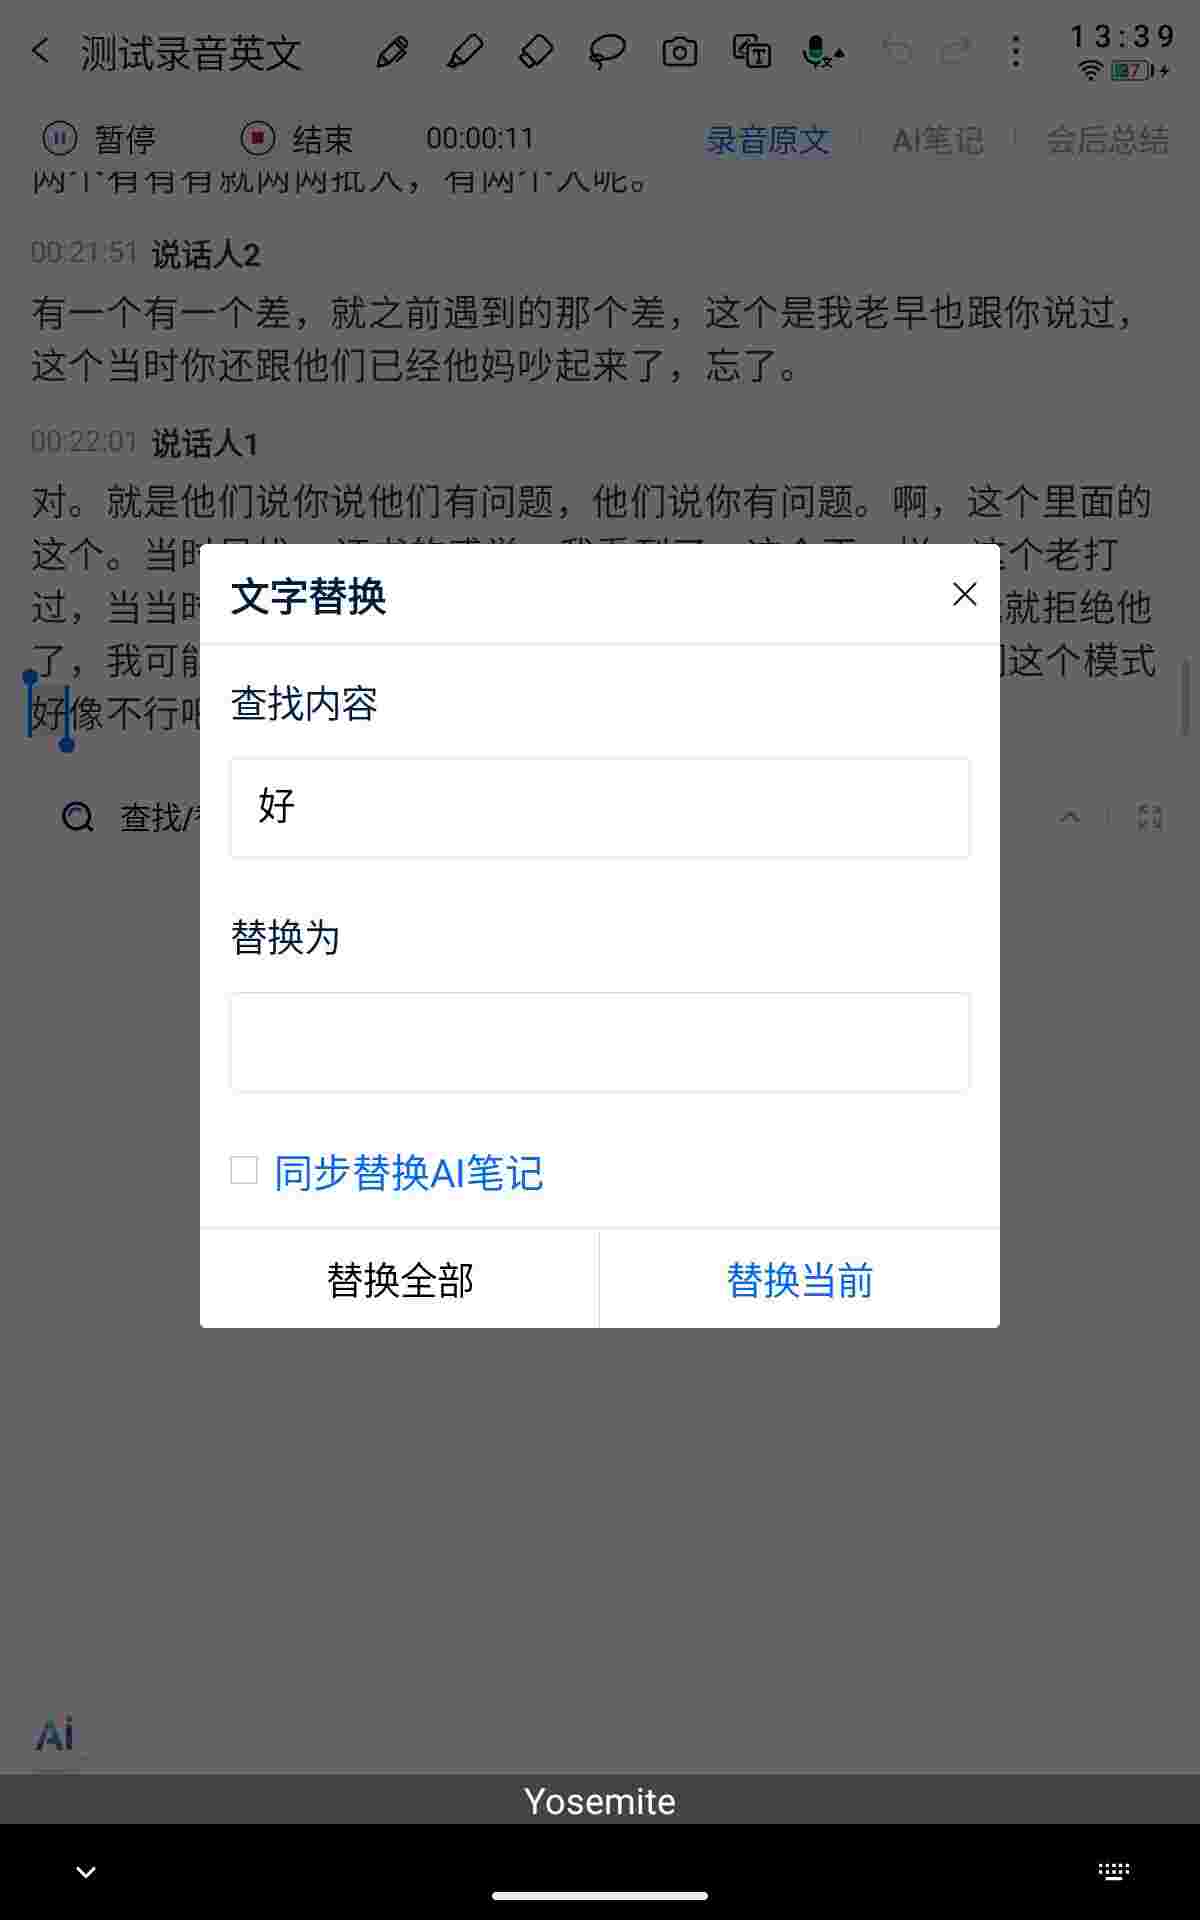 测试录音英文
13:39
87
暂停 结束 00:00:11 录音原文 AI笔记 会后总结
两个有有有就两两批人，有两个人呢。
00:21:51 说话人2
有一个有一个差，就之前遇到的那个差，这个是我老早也跟你说过，
这个当时你还跟他们已经他妈吵起来了，忘了。
00:22:01 说话人1
对。就是他们说你说他们有问题，他们说你有问题。啊，这个里面的
这个。当时 这个老打
过，当当时 就拒绝他
了，我可能 这个模式
好像不行吧
查找/
文字替换
查找内容
好
替换为
同步替换AI笔记
替换全部 替换当前
Ai
Yosemite